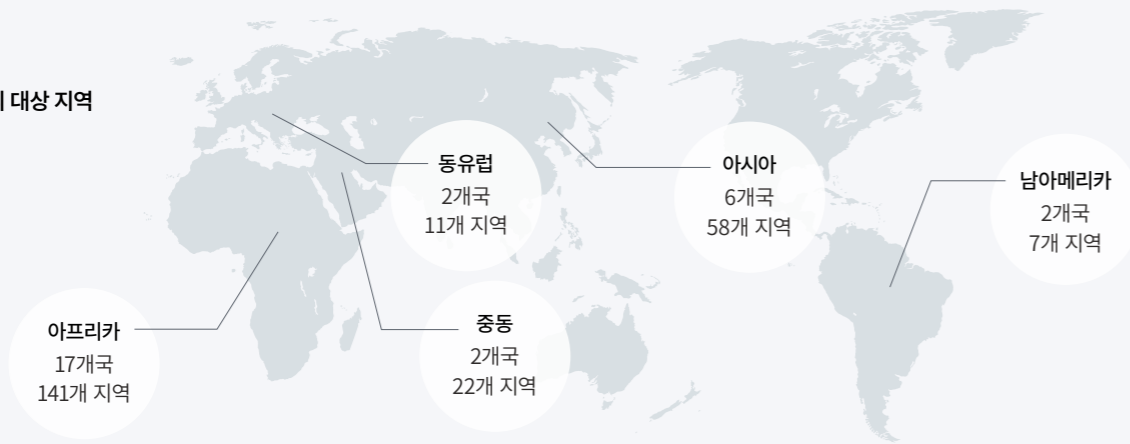 대상 지역
동유럽
2개국
11개 지역
아시아
6개국
58개 지역
남아메리카
2개국
7개 지역
아프리카
17개국
141개 지역
중동
2개국
22개 지역